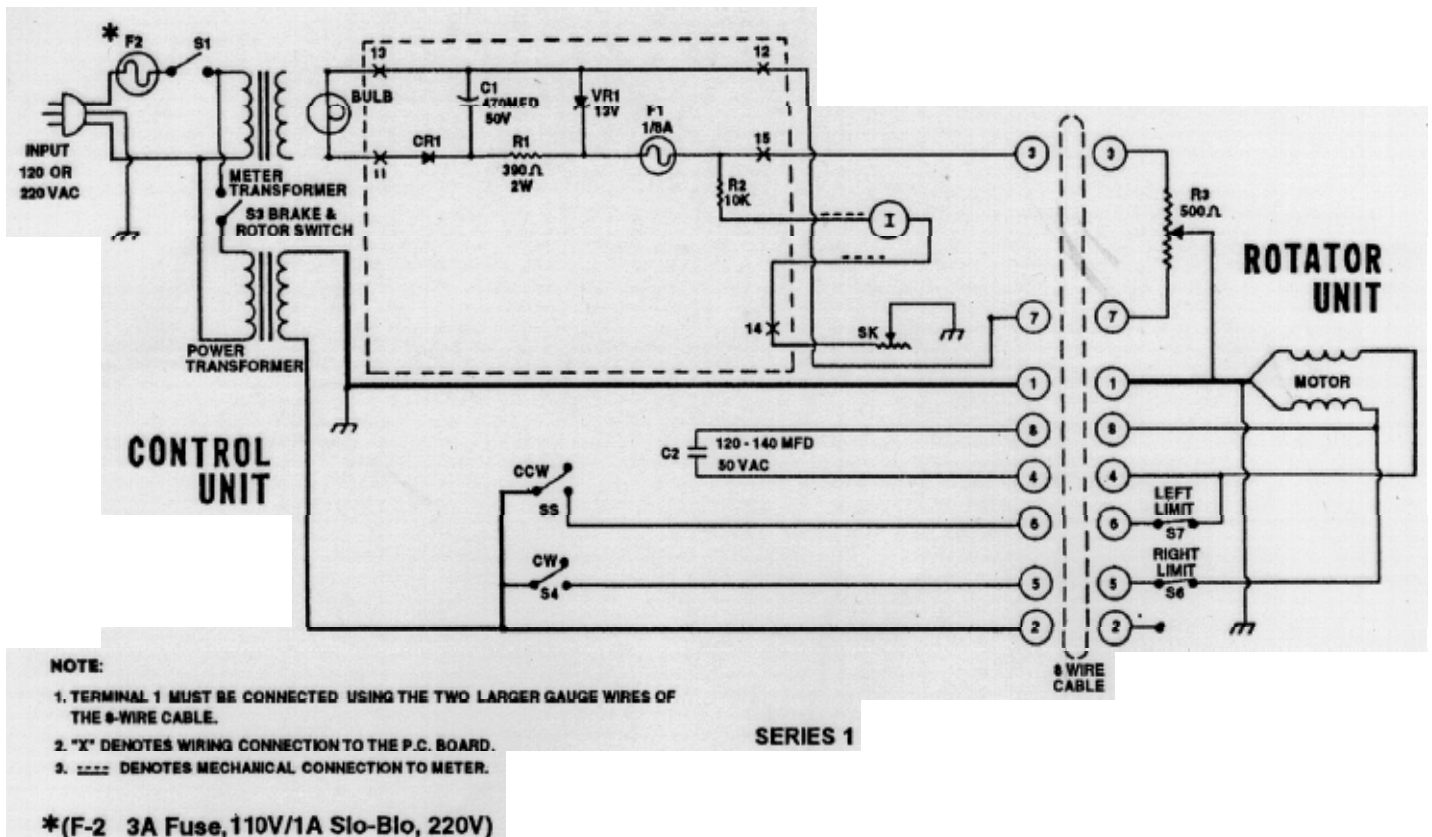 * F2 S1
INPUT
120 OR
220 VAC
METER
TRANSFORMER
S3 BRAKE &
ROTOR SWITCH
POWER
TRANSFORMER
13
BULB
11
CR1
C1
470MFD
50V
R1
390Ω
2W
VR1
13V
F1
1/8A
12
15
R2
10K
I
14
SK
3
7
1
8
4
6
5
2
3
7
1
8
4
6
5
2
R3
500Ω
ROTATOR
UNIT
MOTOR
CONTROL
UNIT
C2
120 - 140 MFD
50 VAC
CCW
SS
CW
S4
LEFT
LIMIT
S7
RIGHT
LIMIT
S6
8 WIRE
CABLE
NOTE:
1. TERMINAL 1 MUST BE CONNECTED USING THE TWO LARGER GAUGE WIRES OF
THE 8-WIRE CABLE.
2. "X" DENOTES WIRING CONNECTION TO THE P.C. BOARD.
3. ---- DENOTES MECHANICAL CONNECTION TO METER.
SERIES 1
*(F-2 3A Fuse, 110V/1A Slo-Blo, 220V)